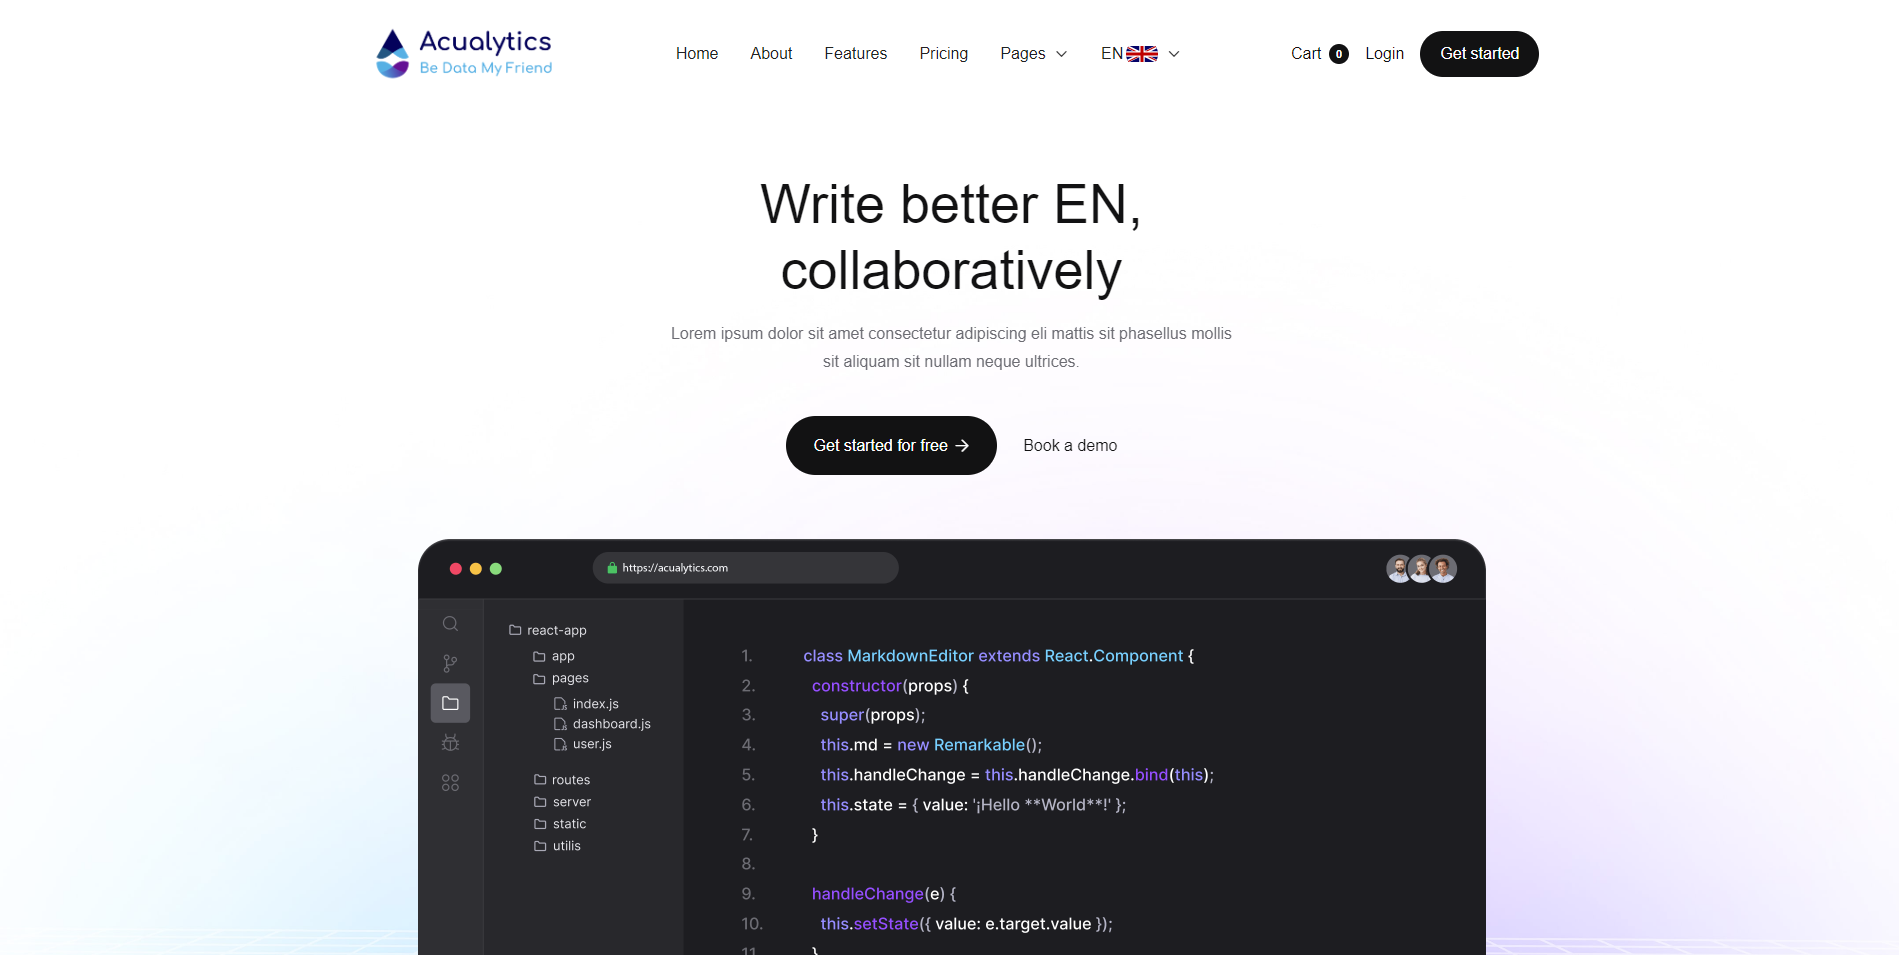 Acualytics
Be Data My Friend
Home About Features Pricing Pages EN Cart 0 Login Get started
Write better EN,
collaboratively
Lorem ipsum dolor sit amet consectetur adipiscing eli mattis sit phasellus mollis
sit aliquam sit nullam neque ultrices.
Get started for free → Book a demo
https://acualytics.com
react-app
app
pages
index.js
dashboard.js
user.js
routes
server
static
utilis
1. class MarkdownEditor extends React.Component {
2. constructor(props) {
3. super(props);
4. this.md = new Remarkable();
5. this.handleChange = this.handleChange.bind(this);
6. this.state = { value: '¡Hello **World**!' };
7. }
8.
9. handleChange(e) {
10. this.setState({ value: e.target.value });
11. }